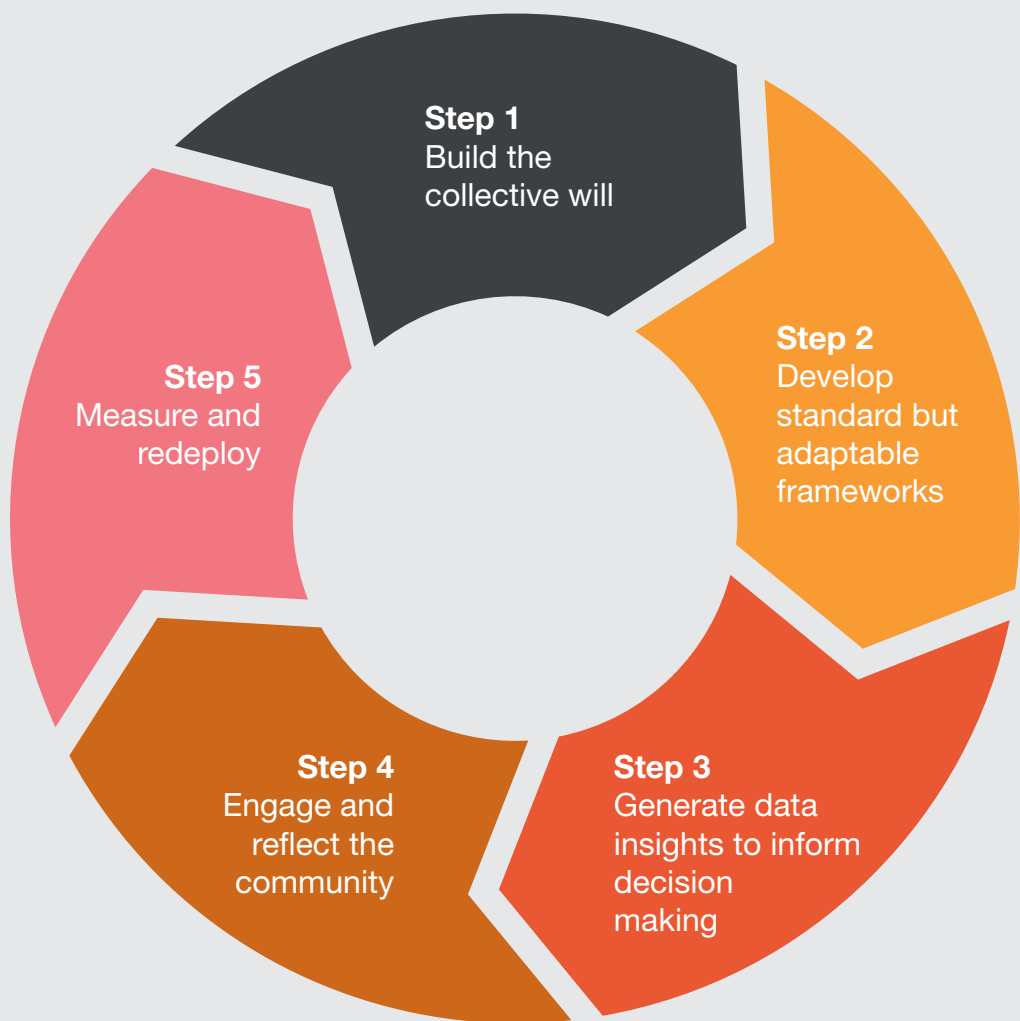 Step 1
Build the
collective will
Step 2
Develop
standard but
adaptable
frameworks
Step 3
Generate data
insights to inform
decision
making
Step 4
Engage and
reflect the
community
Step 5
Measure and
redeploy